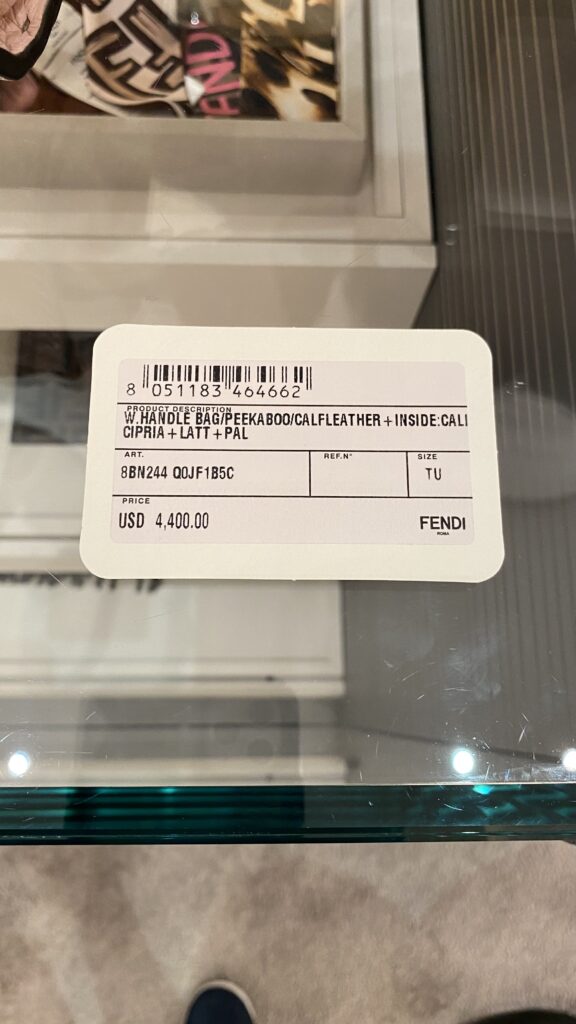 AND
8 051183 464662
PRODUCT DESCRIPTION
W.HANDLE BAG/PEEKABOO/CALFLEATHER+INSIDE:CALI
CIPRIA+LATT+PAL
ART. REF.N° SIZE
8BN244 Q0JF1B5C TU
PRICE
USD 4,400.00 FENDI
ROMA